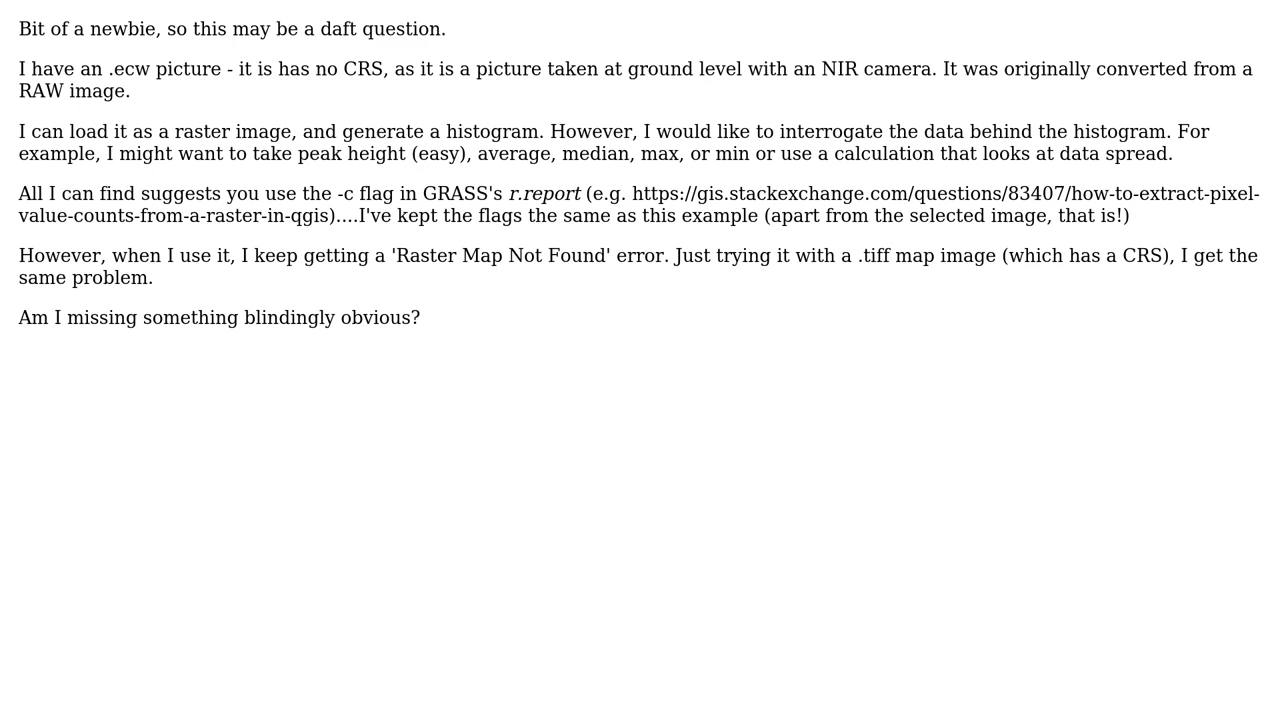 Bit of a newbie, so this may be a daft question.
I have an .ecw picture - it is has no CRS, as it is a picture taken at ground level with an NIR camera. It was originally converted from a
RAW image.
I can load it as a raster image, and generate a histogram. However, I would like to interrogate the data behind the histogram. For
example, I might want to take peak height (easy), average, median, max, or min or use a calculation that looks at data spread.
All I can find suggests you use the -c flag in GRASS's r.report (e.g. https://gis.stackexchange.com/questions/83407/how-to-extract-pixel-
value-counts-from-a-raster-in-qgis)....I've kept the flags the same as this example (apart from the selected image, that is!)
However, when I use it, I keep getting a 'Raster Map Not Found' error. Just trying it with a .tiff map image (which has a CRS), I get the
same problem.
Am I missing something blindingly obvious?